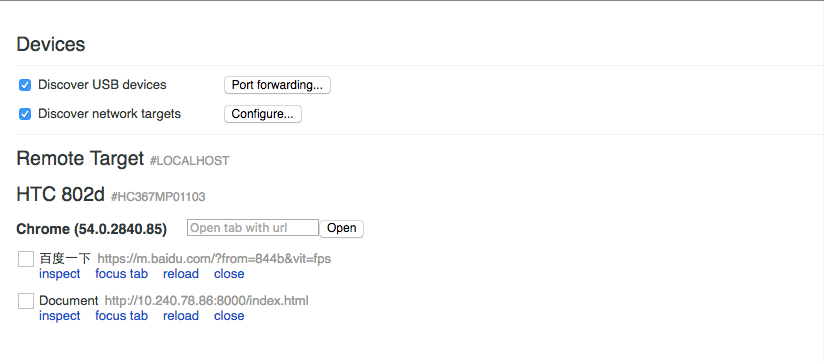 Devices
Discover USB devices Port forwarding...
Discover network targets Configure...
Remote Target #LOCALHOST
HTC 802d #HC367MP01103
Chrome (54.0.2840.85) Open tab with url Open
百度一下 https://m.baidu.com/?from=844b&vit=fps
inspect focus tab reload close
Document http://10.240.78.86:8000/index.html
inspect focus tab reload close